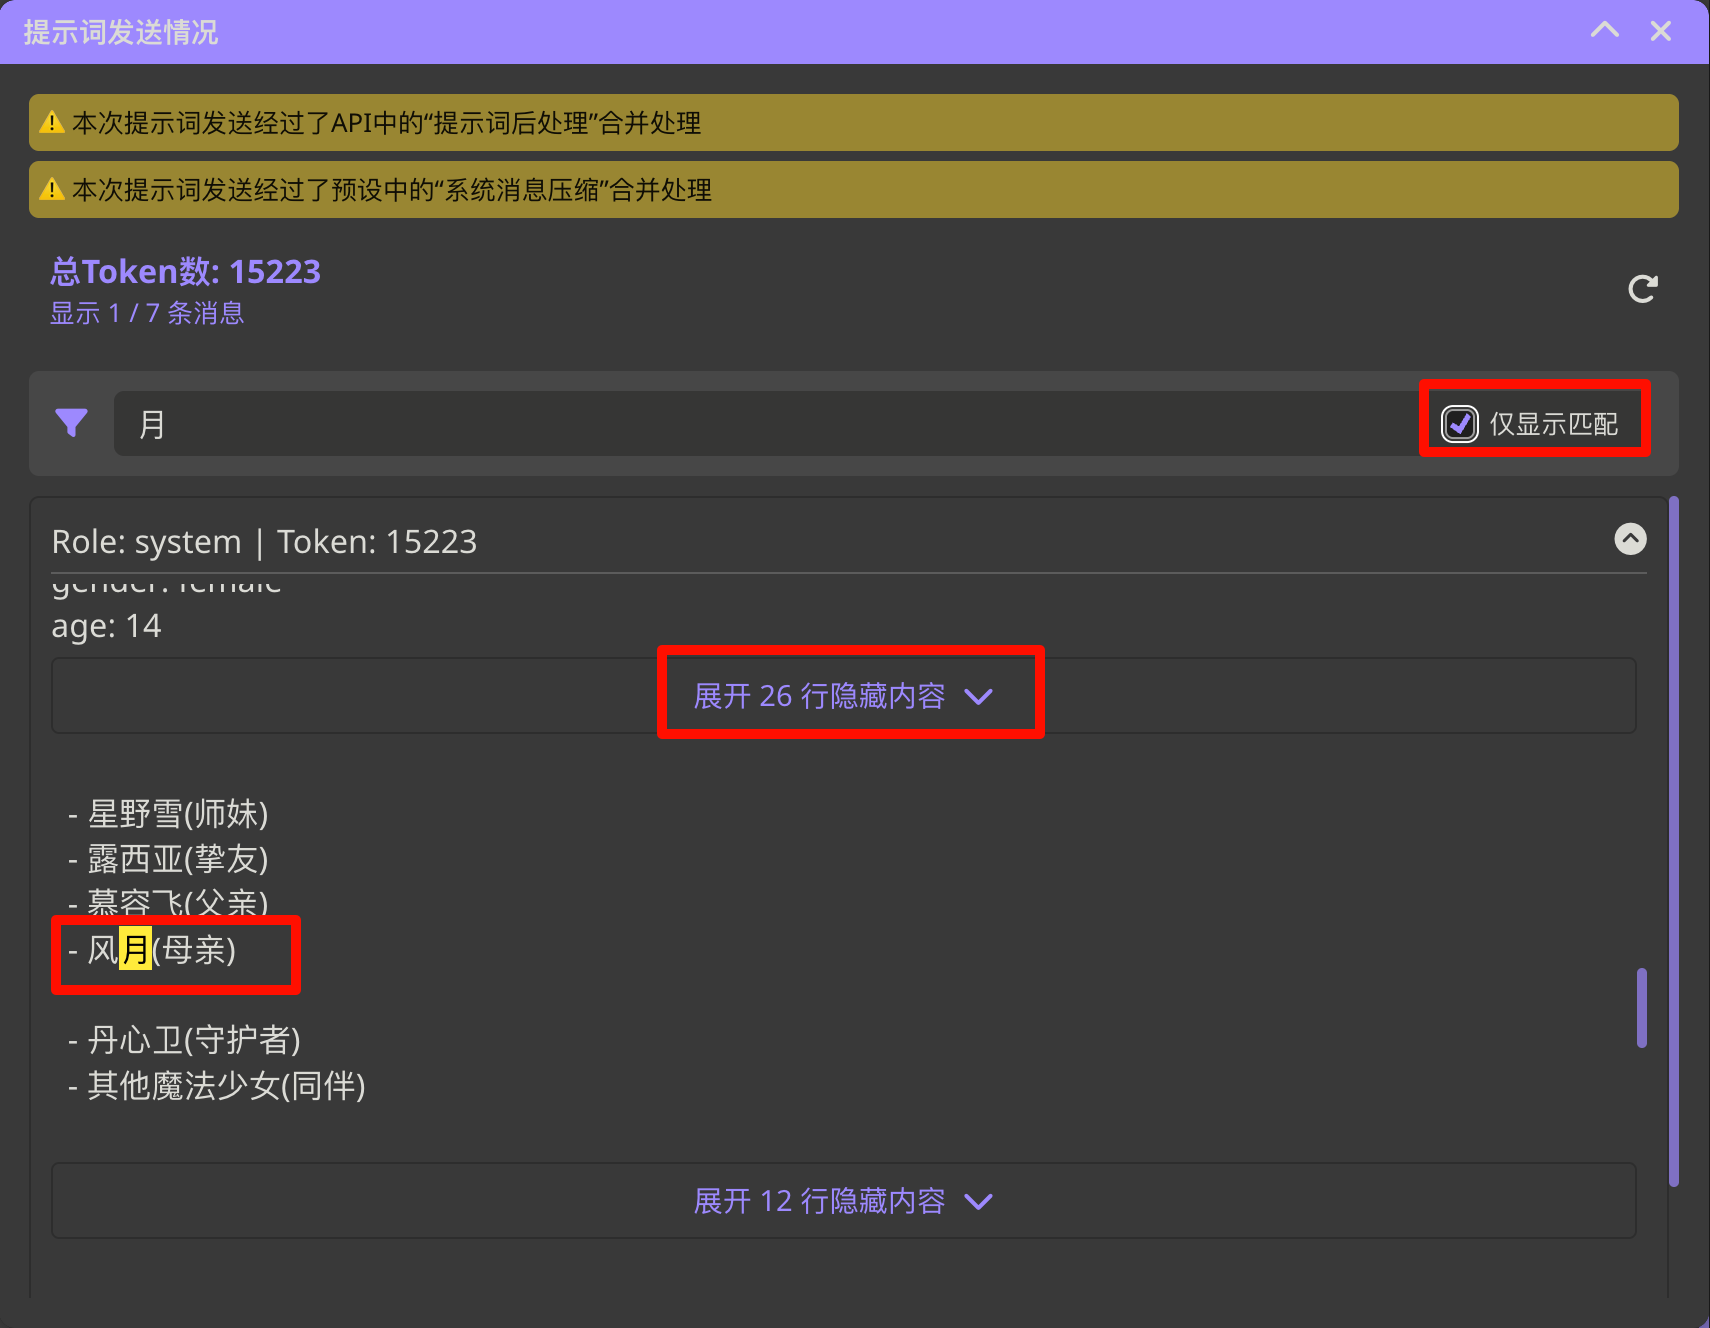 提示词发送情况
本次提示词发送经过了API中的“提示词后处理”合并处理
本次提示词发送经过了预设中的“系统消息压缩”合并处理
总Token数: 15223
显示 1 / 7 条消息
月
仅显示匹配
Role: system | Token: 15223
gender: female
age: 14
展开 26 行隐藏内容
- 星野雪(师妹)
- 露西亚(挚友)
- 慕容飞(父亲)
- 风月(母亲)
- 丹心卫(守护者)
- 其他魔法少女(同伴)
展开 12 行隐藏内容